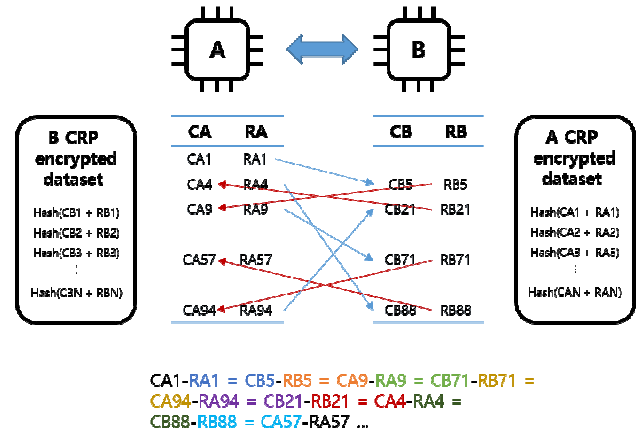 A
B
B CRP
encrypted
dataset
Hash(CB1 + RB1)
Hash(CB2 + RB2)
Hash(CB3 + RB3)
⋮
Hash(CBN + RBN)
CA RA CB RB
CA1 RA1
CA4 RA4 CB5 RB5
CA9 RA9 CB21 RB21
CA57 RA57 CB71 RB71
CA94 RA94 CB88 RB88
A CRP
encrypted
dataset
Hash(CA1 + RA1)
Hash(CA2 + RA2)
Hash(CA3 + RA3)
⋮
Hash(CAN + RAN)
CA1-RA1 = CB5-RB5 = CA9-RA9 = CB71-RB71 =
CA94-RA94 = CB21-RB21 = CA4-RA4 =
CB88-RB88 = CA57-RA57 ...